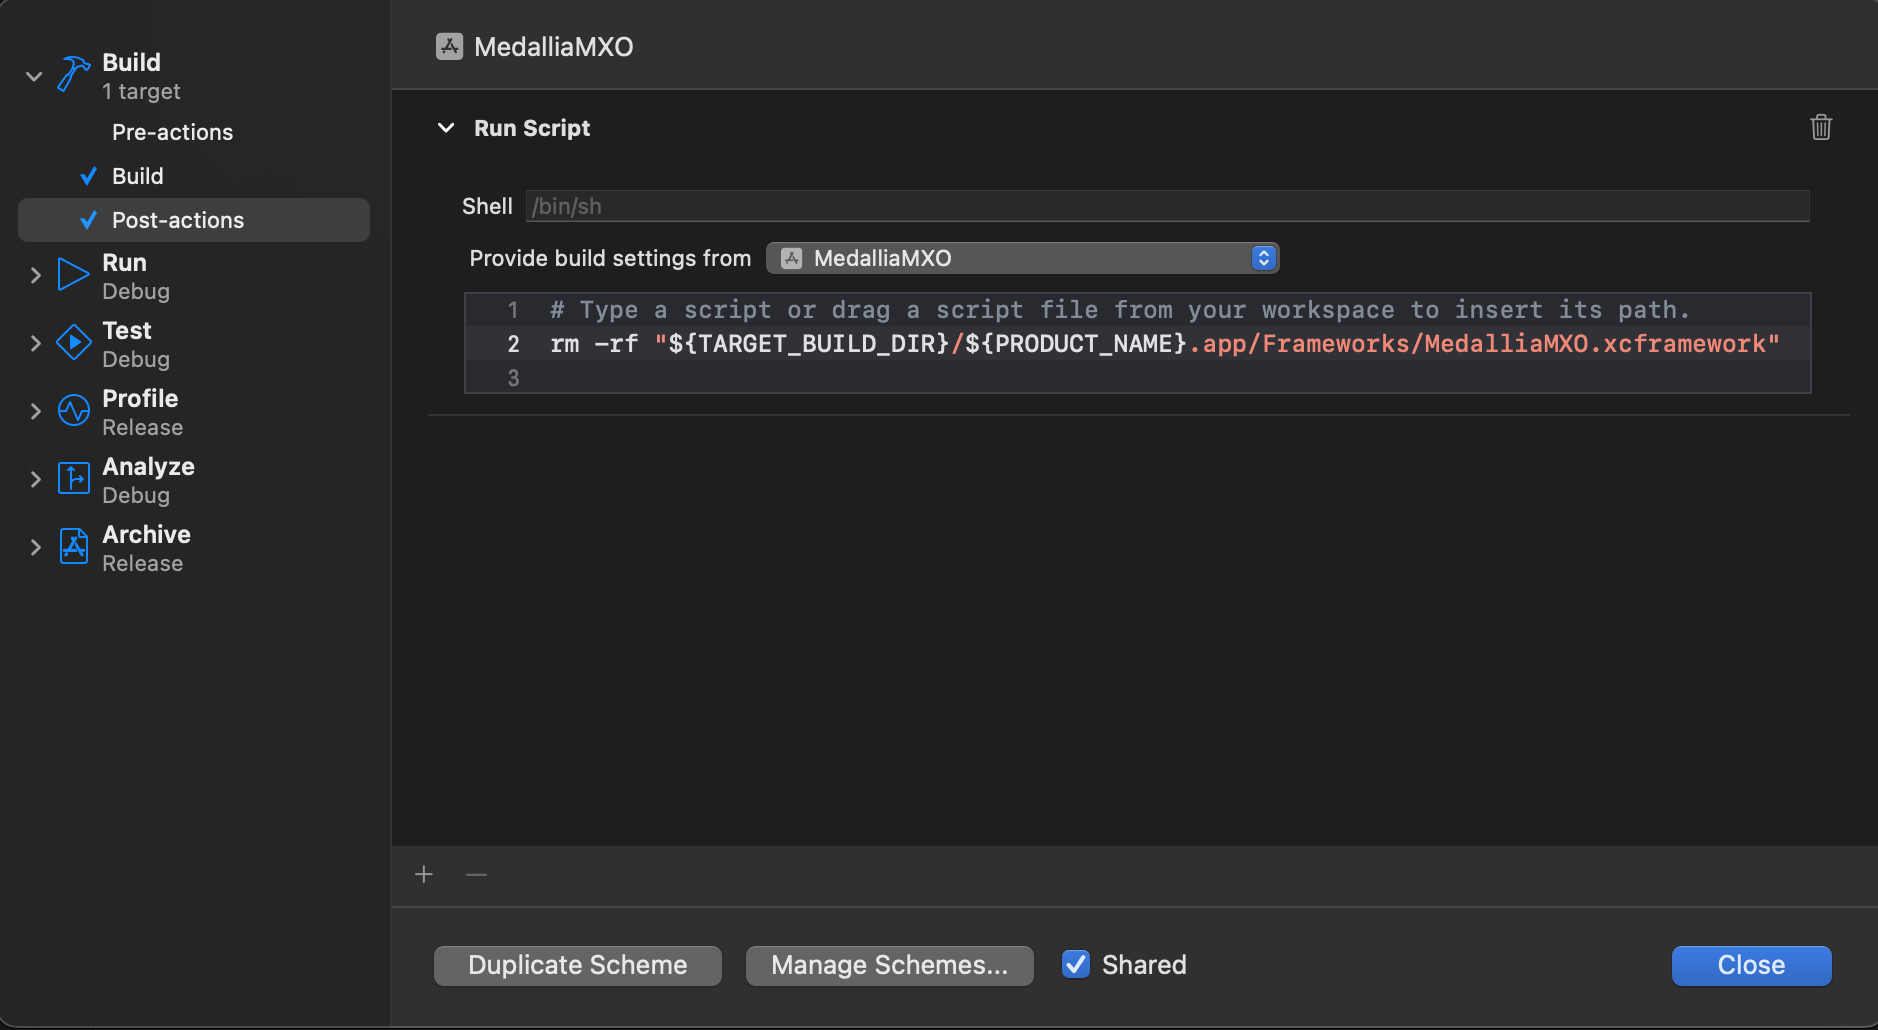 Build
1 target
Pre-actions
Build
Post-actions
Run
Debug
Test
Debug
Profile
Release
Analyze
Debug
Archive
Release
MedalliaMXO
Run Script
Shell /bin/sh
Provide build settings from MedalliaMXO
1 # Type a script or drag a script file from your workspace to insert its path.
2 rm -rf "${TARGET_BUILD_DIR}/${PRODUCT_NAME}.app/Frameworks/MedalliaMXO.xcframework"
3
Duplicate Scheme Manage Schemes... Shared Close